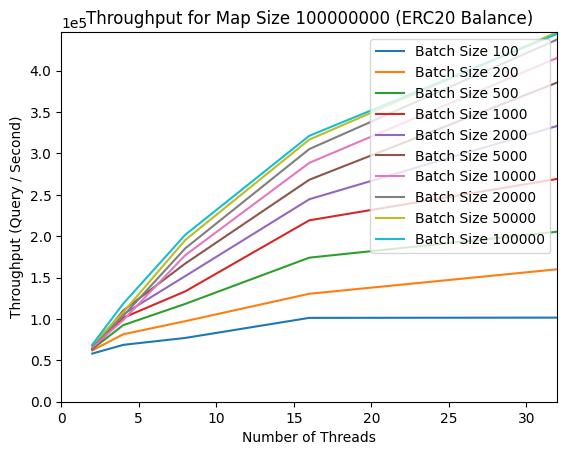 Throughput for Map Size 100000000 (ERC20 Balance)
1e5
4.0
3.5
3.0
2.5
2.0
1.5
1.0
0.5
0.0
Throughput (Query / Second)
Batch Size 100
Batch Size 200
Batch Size 500
Batch Size 1000
Batch Size 2000
Batch Size 5000
Batch Size 10000
Batch Size 20000
Batch Size 50000
Batch Size 100000
0 5 10 15 20 25 30
Number of Threads